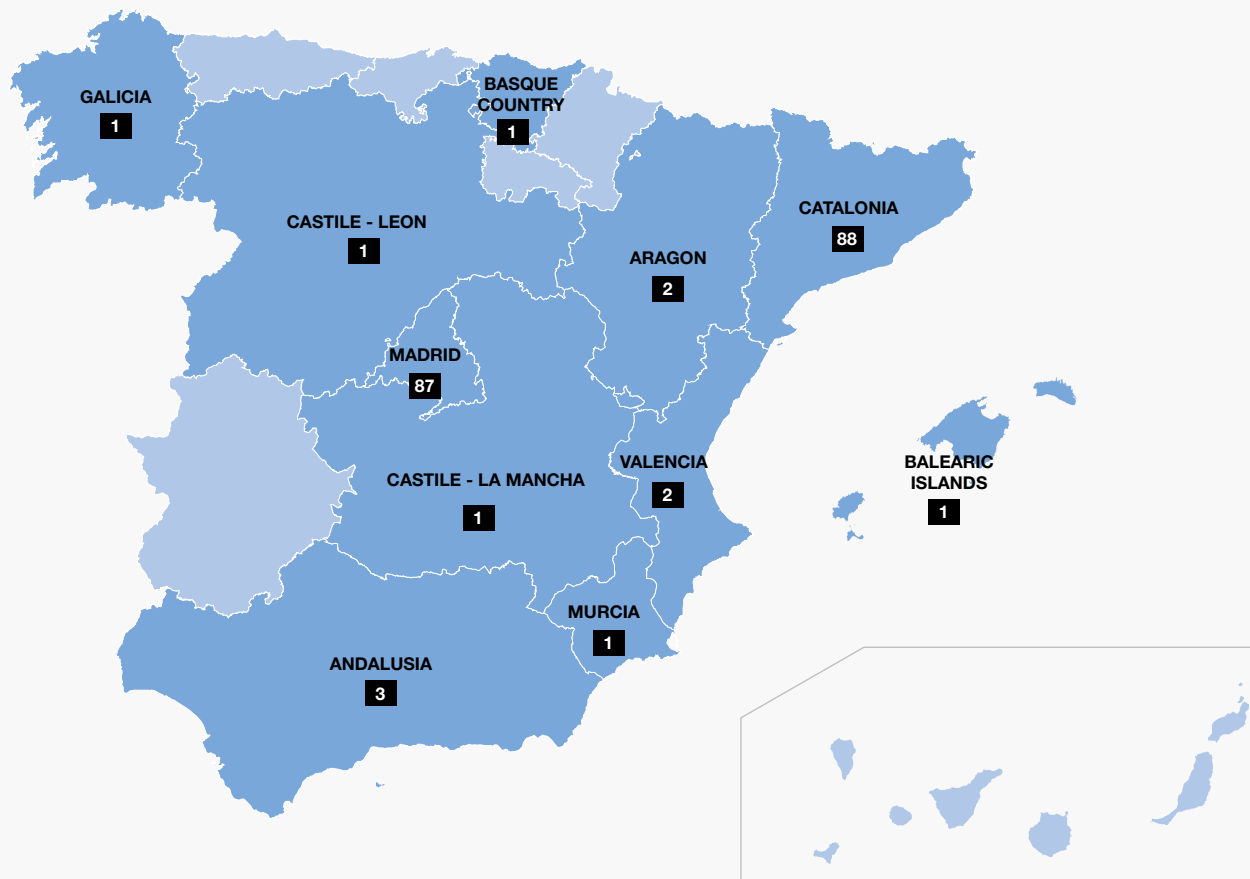 GALICIA
1
BASQUE
COUNTRY
1
CASTILE - LEON
1
CATALONIA
88
ARAGON
2
MADRID
87
VALENCIA
2
CASTILE - LA MANCHA
1
BALEARIC
ISLANDS
1
MURCIA
1
ANDALUSIA
3